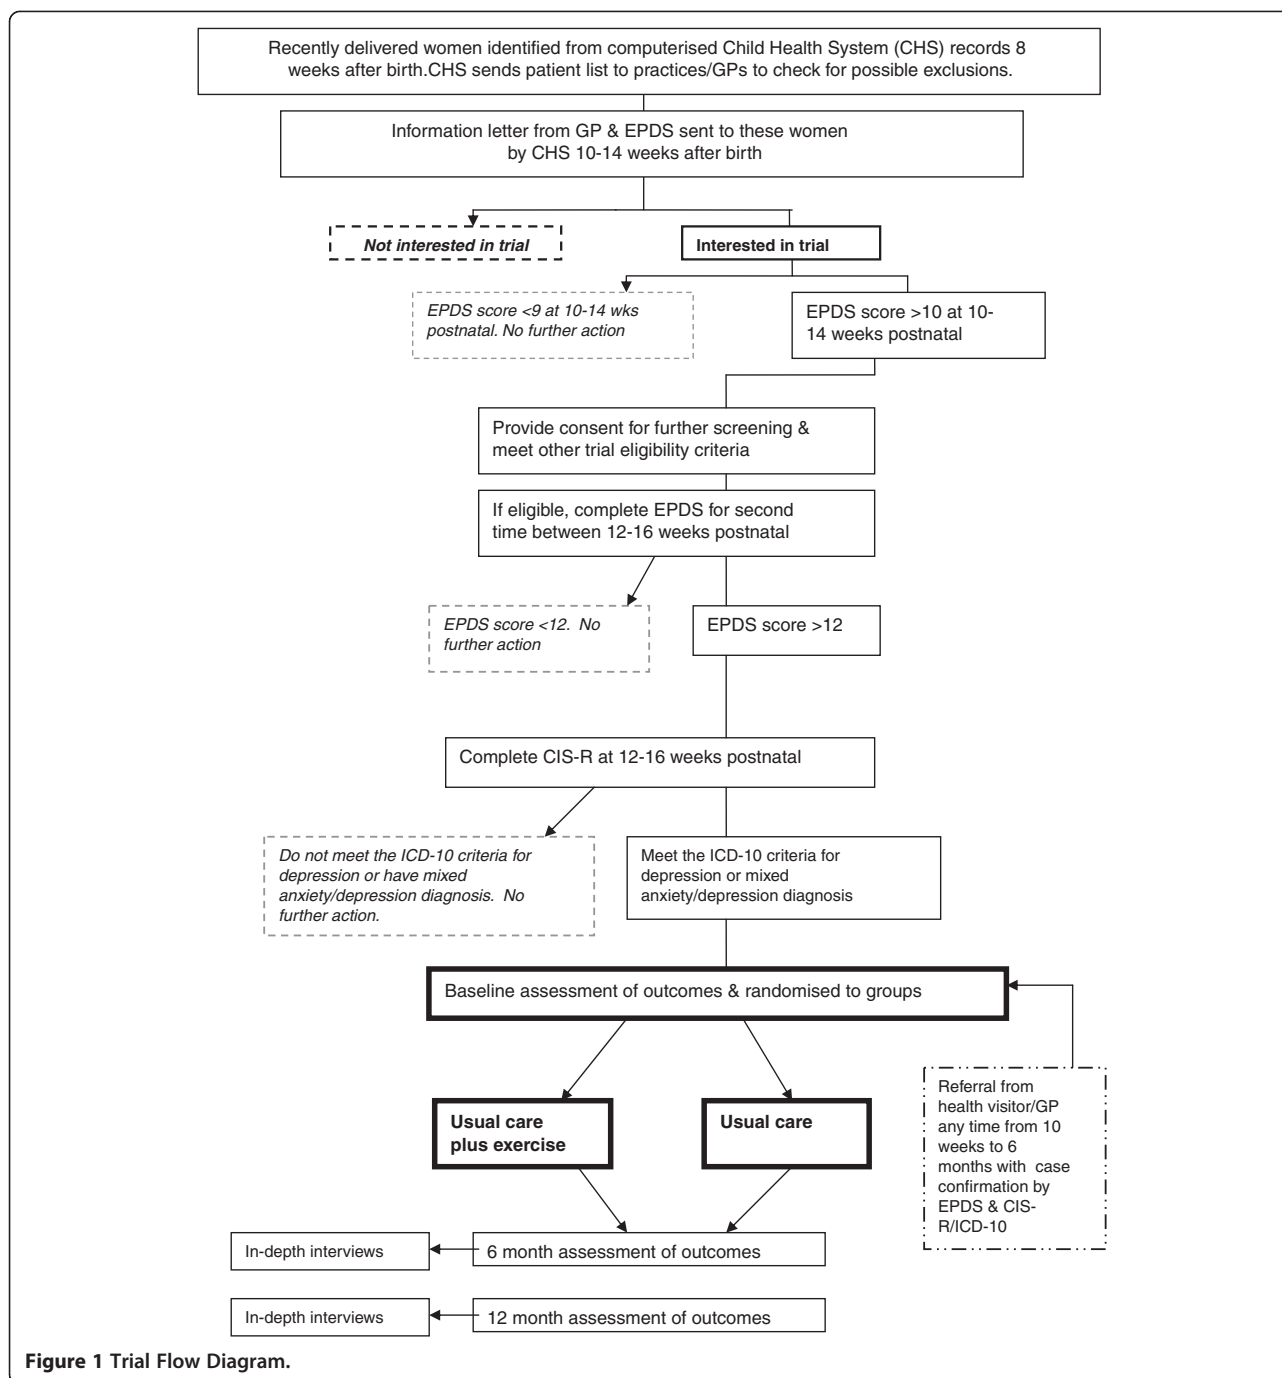 Recently delivered women identified from computerised Child Health System (CHS) records 8
weeks after birth.CHS sends patient list to practices/GPs to check for possible exclusions.
Information letter from GP & EPDS sent to these women
by CHS 10-14 weeks after birth
Not interested in trial
Interested in trial
EPDS score <9 at 10-14 wks
postnatal. No further action
EPDS score >10 at 10-
14 weeks postnatal
Provide consent for further screening &
meet other trial eligibility criteria
If eligible, complete EPDS for second
time between 12-16 weeks postnatal
EPDS score <12.  No
further action
EPDS score >12
Complete CIS-R at 12-16 weeks postnatal
Do not meet the ICD-10 criteria for
depression or have mixed
anxiety/depression diagnosis.  No
further action.
Meet the ICD-10 criteria for
depression or mixed
anxiety/depression diagnosis
Baseline assessment of outcomes & randomised to groups
Referral from
health visitor/GP
any time from 10
weeks to 6
months with  case
confirmation by
EPDS & CIS-
R/ICD-10
Usual care
plus exercise
Usual care
In-depth interviews
6 month assessment of outcomes
In-depth interviews
12 month assessment of outcomes
Figure 1 Trial Flow Diagram.